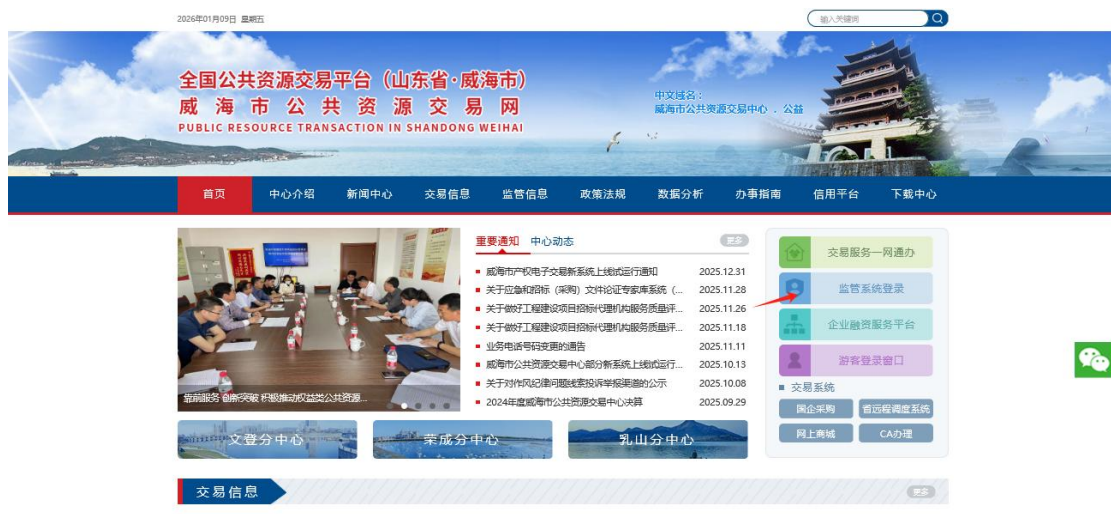 2026年01月09日 星期五
输入关键词
全国公共资源交易平台（山东省·威海市）
威海市公共资源交易网
PUBLIC RESOURCE TRANSACTION IN SHANDONG WEIHAI
中文域名：
威海市公共资源交易中心 . 公益
首页 中心介绍 新闻中心 交易信息 监管信息 政策法规 数据分析 办事指南 信用平台 下载中心
重要通知 中心动态 更多
威海市产权电子交易新系统上线试运行通知 2025.12.31
关于应急和招标（采购）文件论证专家库系统（... 2025.11.28
关于做好工程建设项目招标代理机构服务质量评... 2025.11.26
关于做好工程建设项目招标代理机构服务质量评... 2025.11.18
业务电话号码变更的通告 2025.11.11
威海市公共资源交易中心部分新系统上线试运行... 2025.10.13
关于对作风纪律问题线索投诉举报渠道的公示 2025.10.08
2024年度威海市公共资源交易中心决算 2025.09.29
靠前服务 创新突破 积极推动权益类公共资源...
交易服务一网通办
监管系统登录
企业融资服务平台
游客登录窗口
交易系统
国企采购 省远程调度系统
网上商城 CA办理
文登分中心 荣成分中心 乳山分中心
交易信息 更多